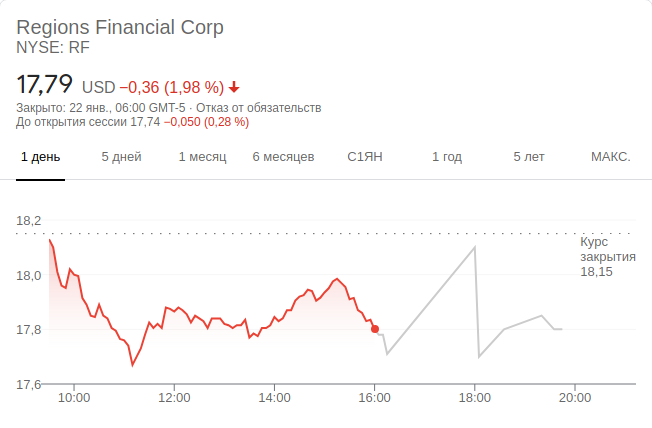 Regions Financial Corp
NYSE: RF
17,79 USD −0,36 (1,98 %)
Закрыто: 22 янв., 06:00 GMT-5 · Отказ от обязательств
До открытия сессии 17,74 −0,050 (0,28 %)
1 день 5 дней 1 месяц 6 месяцев С1ЯН 1 год 5 лет МАКС.
18,2
Курс
закрытия
18,15
18,0
17,8
17,6
10:00 12:00 14:00 16:00 18:00 20:00